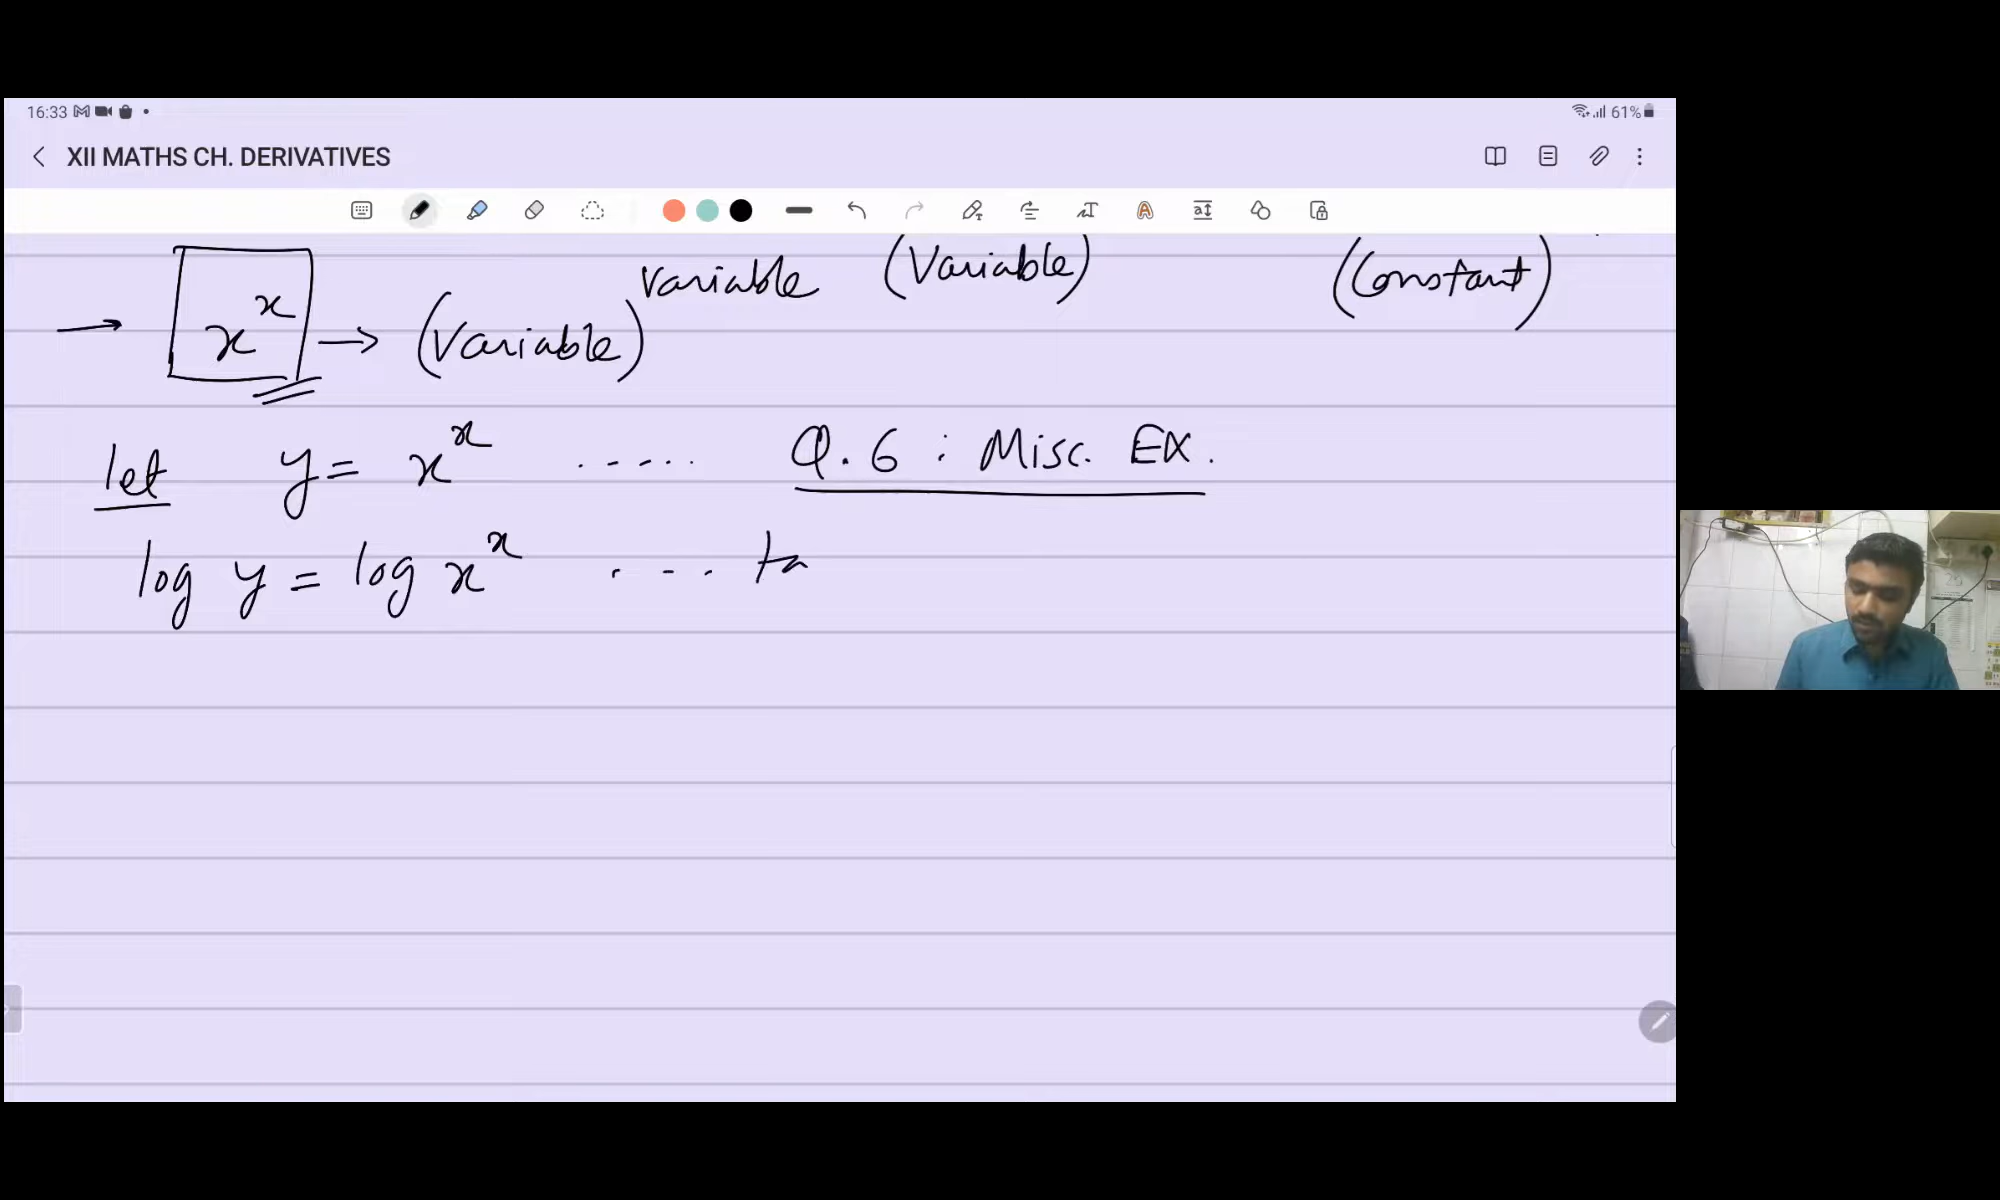 16:33 61%
XII MATHS CH. DERIVATIVES
variable (Variable) (Constant)
→ x^x → (Variable)
let y = x^x ..... Q. 6 : Misc. EX.
log y = log x^x .... ta